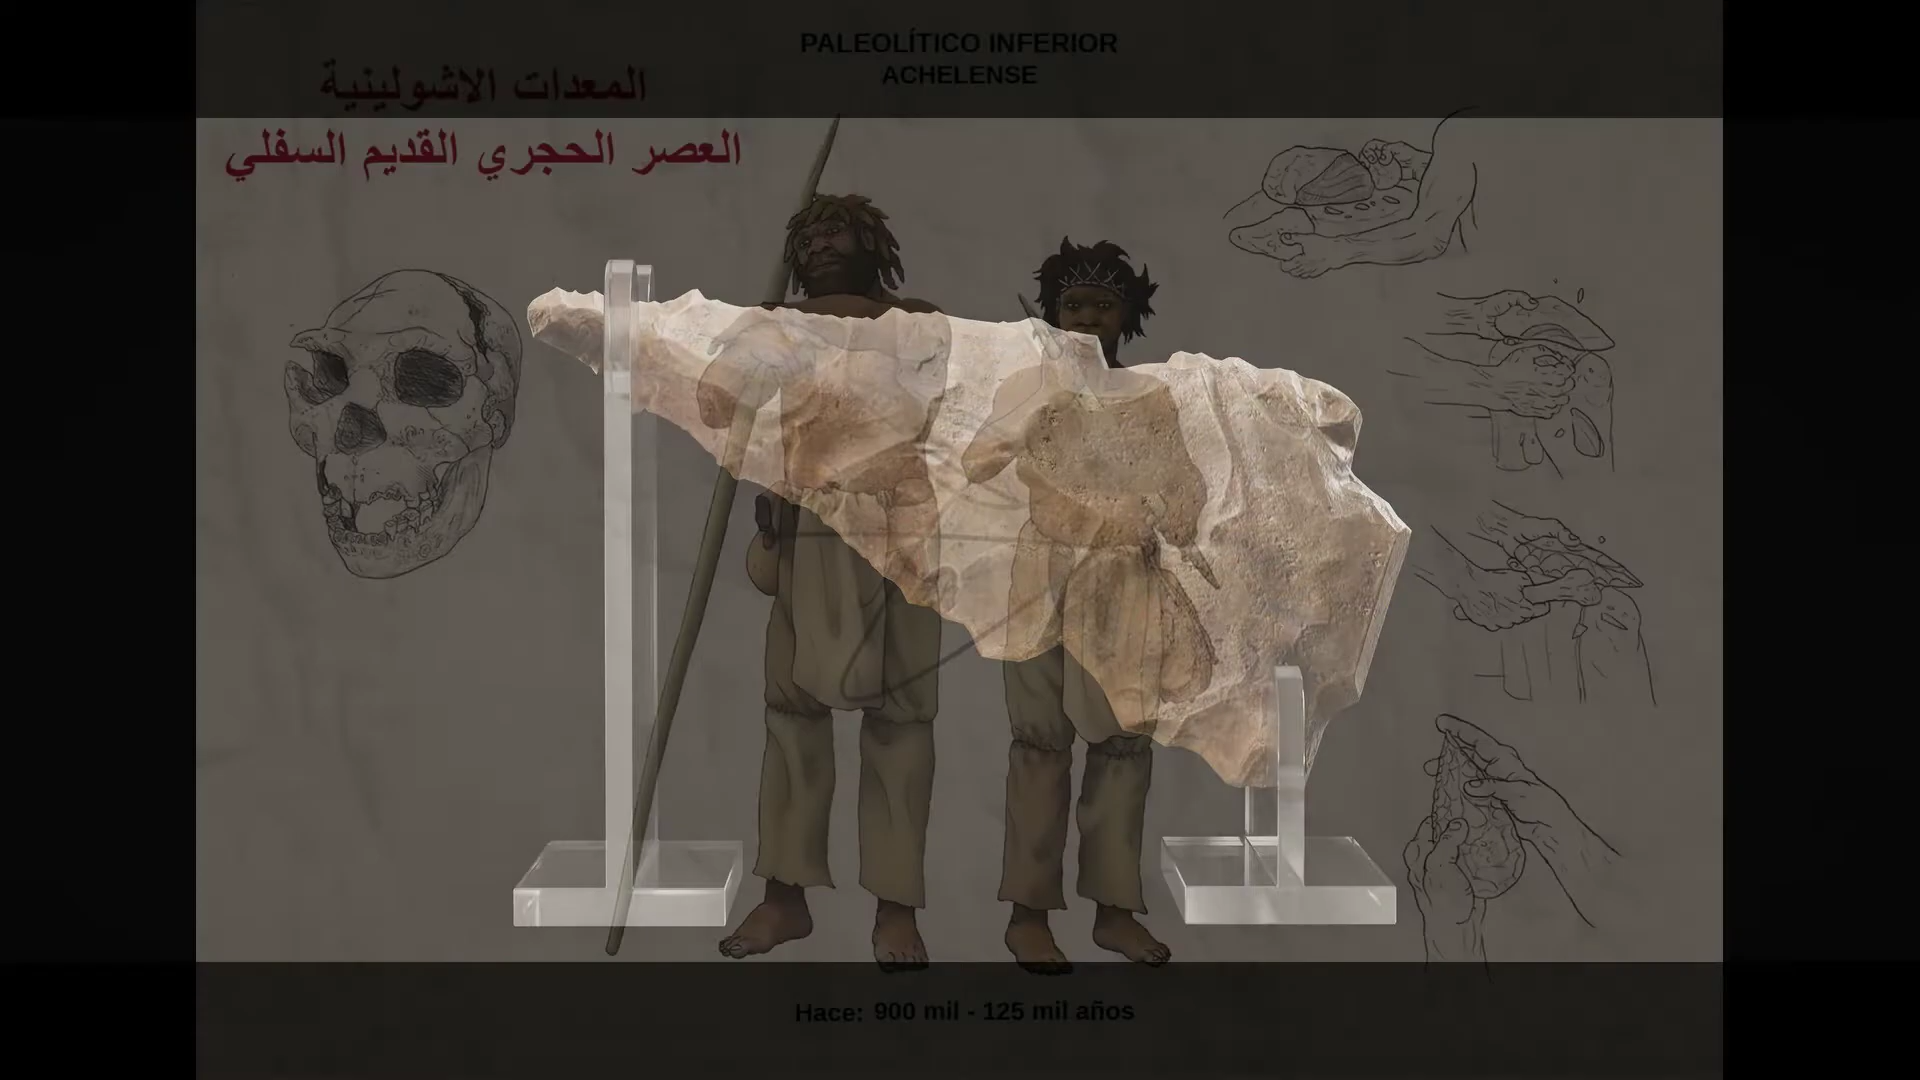 PALEOLÍTICO INFERIOR
ACHELENSE
المعدات الاشولينية
العصر الحجري القديم السفلي
Hace: 900 mil - 125 mil años